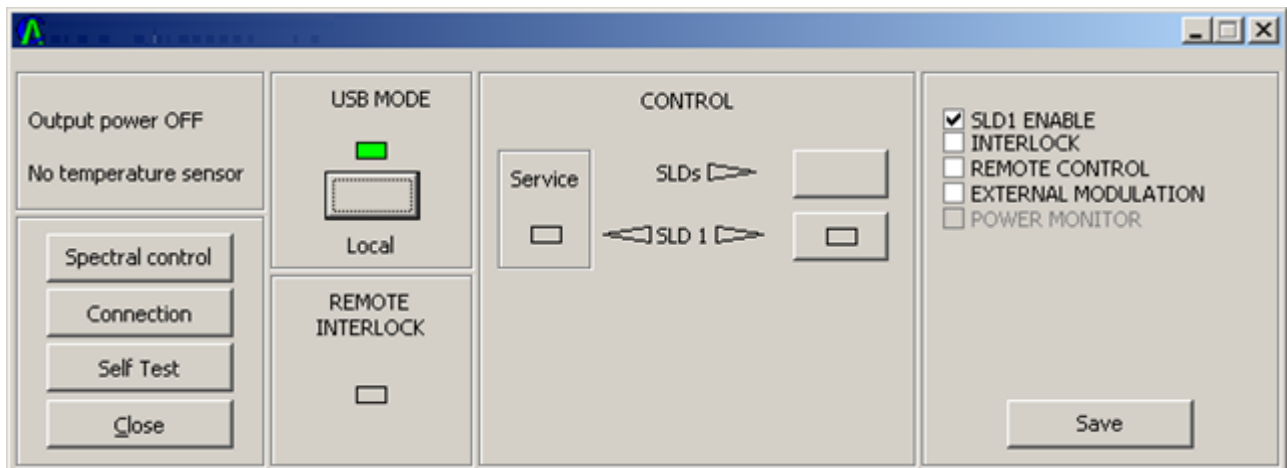 Output power OFF
No temperature sensor
Spectral control
Connection
Self Test
Close
USB MODE
Local
REMOTE
INTERLOCK
CONTROL
Service
SLDs
SLD 1
SLD1 ENABLE
INTERLOCK
REMOTE CONTROL
EXTERNAL MODULATION
POWER MONITOR
Save